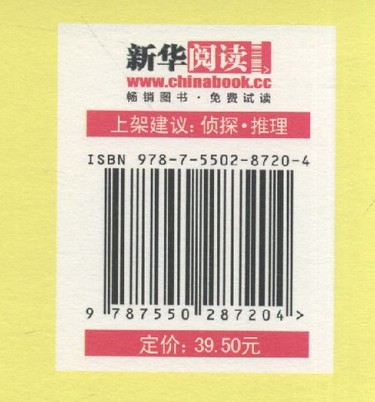 新华阅读
www.chinabook.cc
畅销图书·免费试读
上架建议：侦探·推理
ISBN 978-7-5502-8720-4
9 787550 287204 >
定价：39.50元